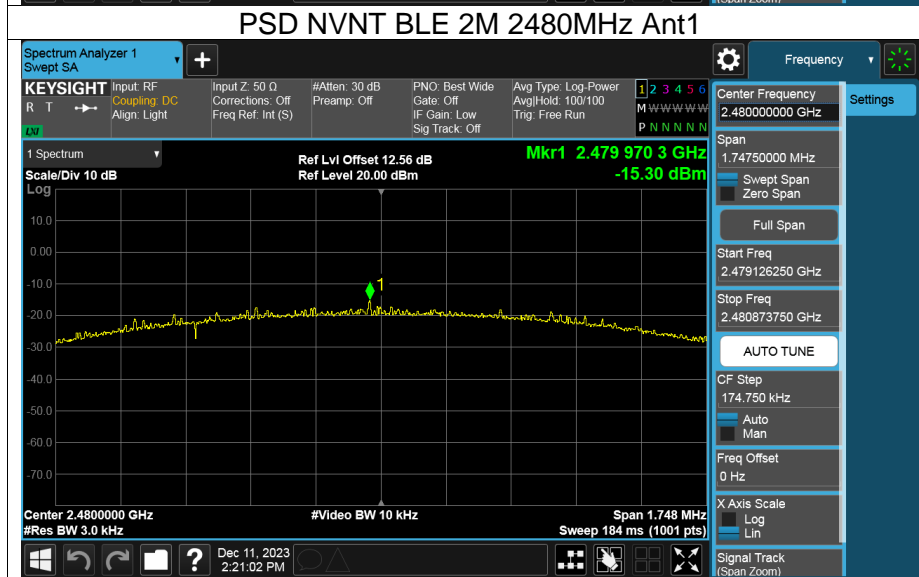 (Span Zoom)
PSD NVNT BLE 2M 2480MHz Ant1
Spectrum Analyzer 1
Swept SA
+
Frequency
KEYSIGHT
R T
LXI
Input: RF
Coupling: DC
Align: Light
Input Z: 50 Ω
Corrections: Off
Freq Ref: Int (S)
#Atten: 30 dB
Preamp: Off
PNO: Best Wide
Gate: Off
IF Gain: Low
Sig Track: Off
Avg Type: Log-Power
Avg|Hold: 100/100
Trig: Free Run
1 2 3 4 5 6
M W W W W W
P N N N N N
Center Frequency
2.480000000 GHz
Settings
1 Spectrum
Scale/Div 10 dB
Ref Lvl Offset 12.56 dB
Ref Level 20.00 dBm
Mkr1 2.479 970 3 GHz
-15.30 dBm
Span
1.74750000 MHz
Swept Span
Zero Span
Full Span
Log
10.0
0.00
-10.0
-20.0
-30.0
-40.0
-50.0
-60.0
-70.0
1
Start Freq
2.479126250 GHz
Stop Freq
2.480873750 GHz
AUTO TUNE
CF Step
174.750 kHz
Auto
Man
Freq Offset
0 Hz
X Axis Scale
Log
Lin
Signal Track
(Span Zoom)
Center 2.4800000 GHz
#Res BW 3.0 kHz
#Video BW 10 kHz
Span 1.748 MHz
Sweep 184 ms (1001 pts)
?
Dec 11, 2023
2:21:02 PM